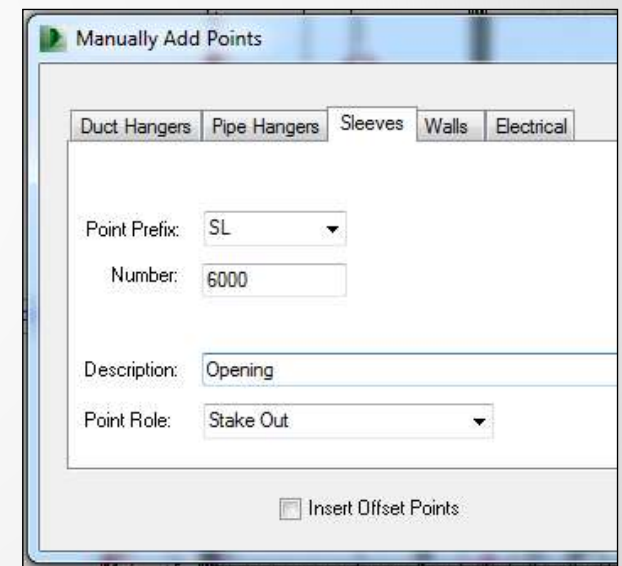 Manually Add Points
Duct Hangers Pipe Hangers Sleeves Walls Electrical
Point Prefix: SL
Number: 6000
Description: Opening
Point Role: Stake Out
Insert Offset Points